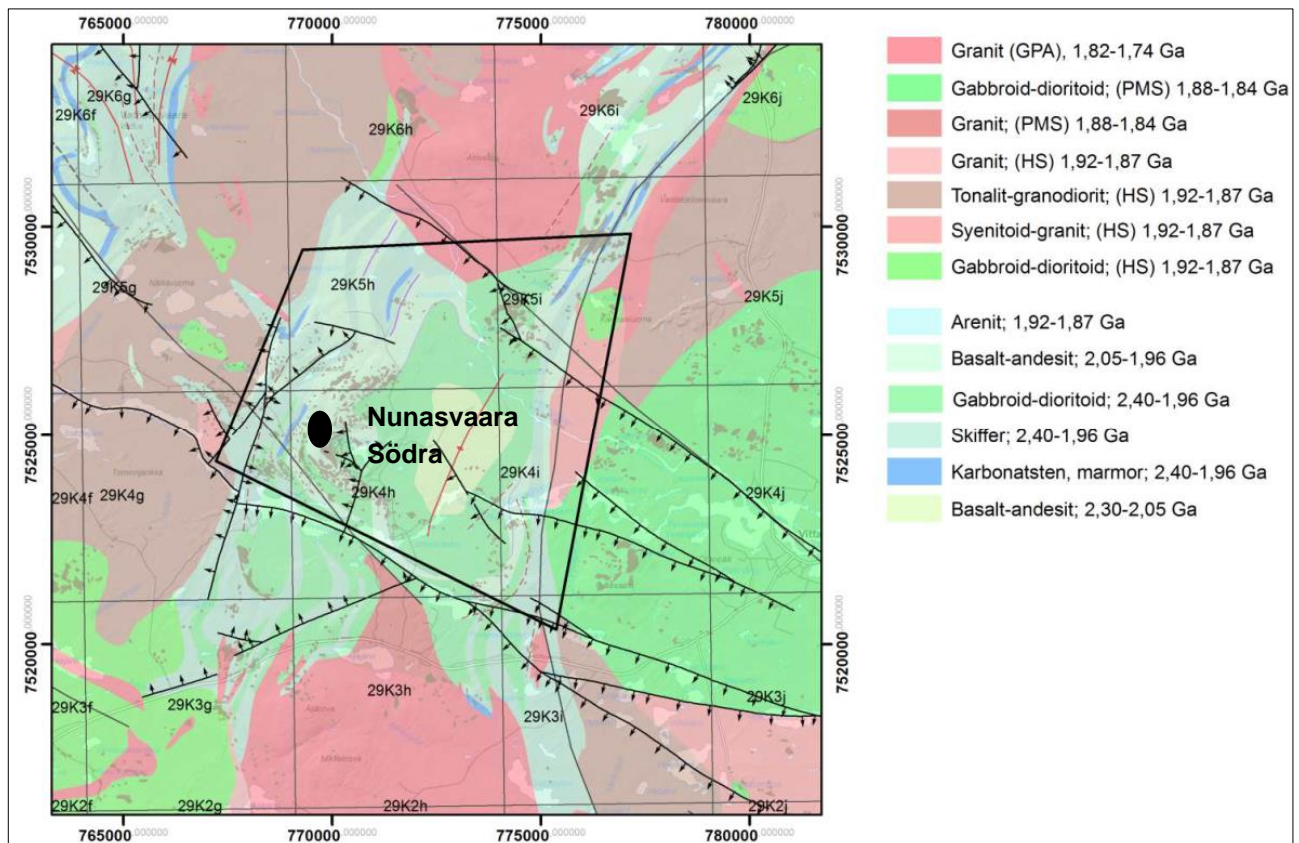 765000,000000
770000,000000
775000,000000
780000,000000
7530000,000000
7525000,000000
7520000,000000
29K6g
29K6f
29K6h
29K6i
29K6j
29K5g
29K5h
29K5i
29K5j
Nunasvaara
Södra
29K4f
29K4g
29K4h
29K4i
29K4j
Vitta
29K3f
29K3g
29K3h
29K3i
29K3j
29K2f
29K2g
29K2h
29K2j
7530000,000000
7525000,000000
7520000,000000
765000,000000
770000,000000
775000,000000
780000,000000
Granit (GPA), 1,82-1,74 Ga
Gabbroid-dioritoid; (PMS) 1,88-1,84 Ga
Granit; (PMS) 1,88-1,84 Ga
Granit; (HS) 1,92-1,87 Ga
Tonalit-granodiorit; (HS) 1,92-1,87 Ga
Syenitoid-granit; (HS) 1,92-1,87 Ga
Gabbroid-dioritoid; (HS) 1,92-1,87 Ga
Arenit; 1,92-1,87 Ga
Basalt-andesit; 2,05-1,96 Ga
Gabbroid-dioritoid; 2,40-1,96 Ga
Skiffer; 2,40-1,96 Ga
Karbonatsten, marmor; 2,40-1,96 Ga
Basalt-andesit; 2,30-2,05 Ga